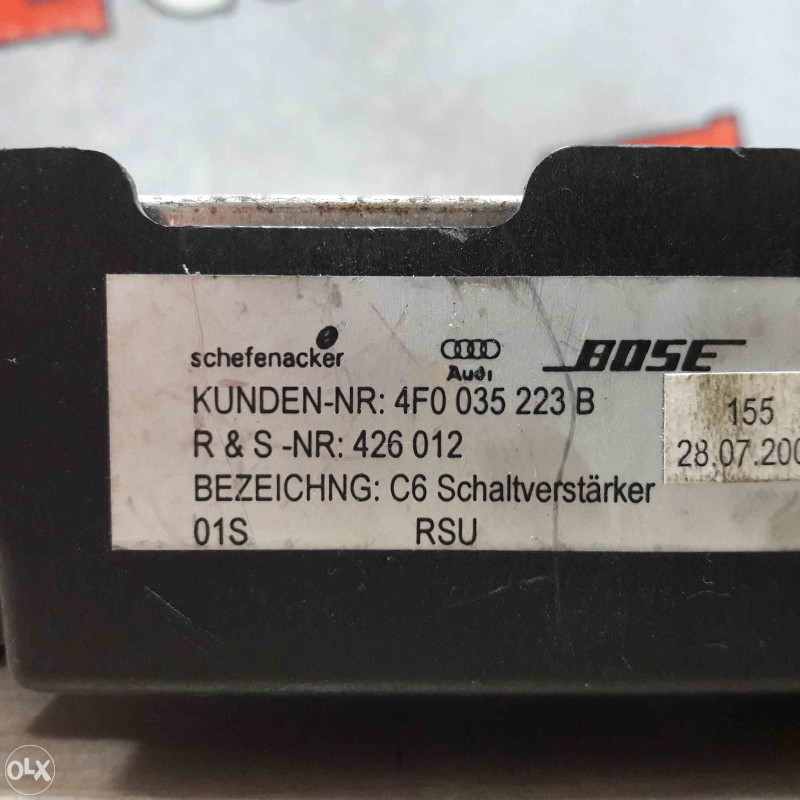 schefenacker Audi BOSE
KUNDEN-NR: 4F0 035 223 B
R & S -NR: 426 012
BEZEICHNG: C6 Schaltverstärker
01S RSU
155
28.07.200
OLX